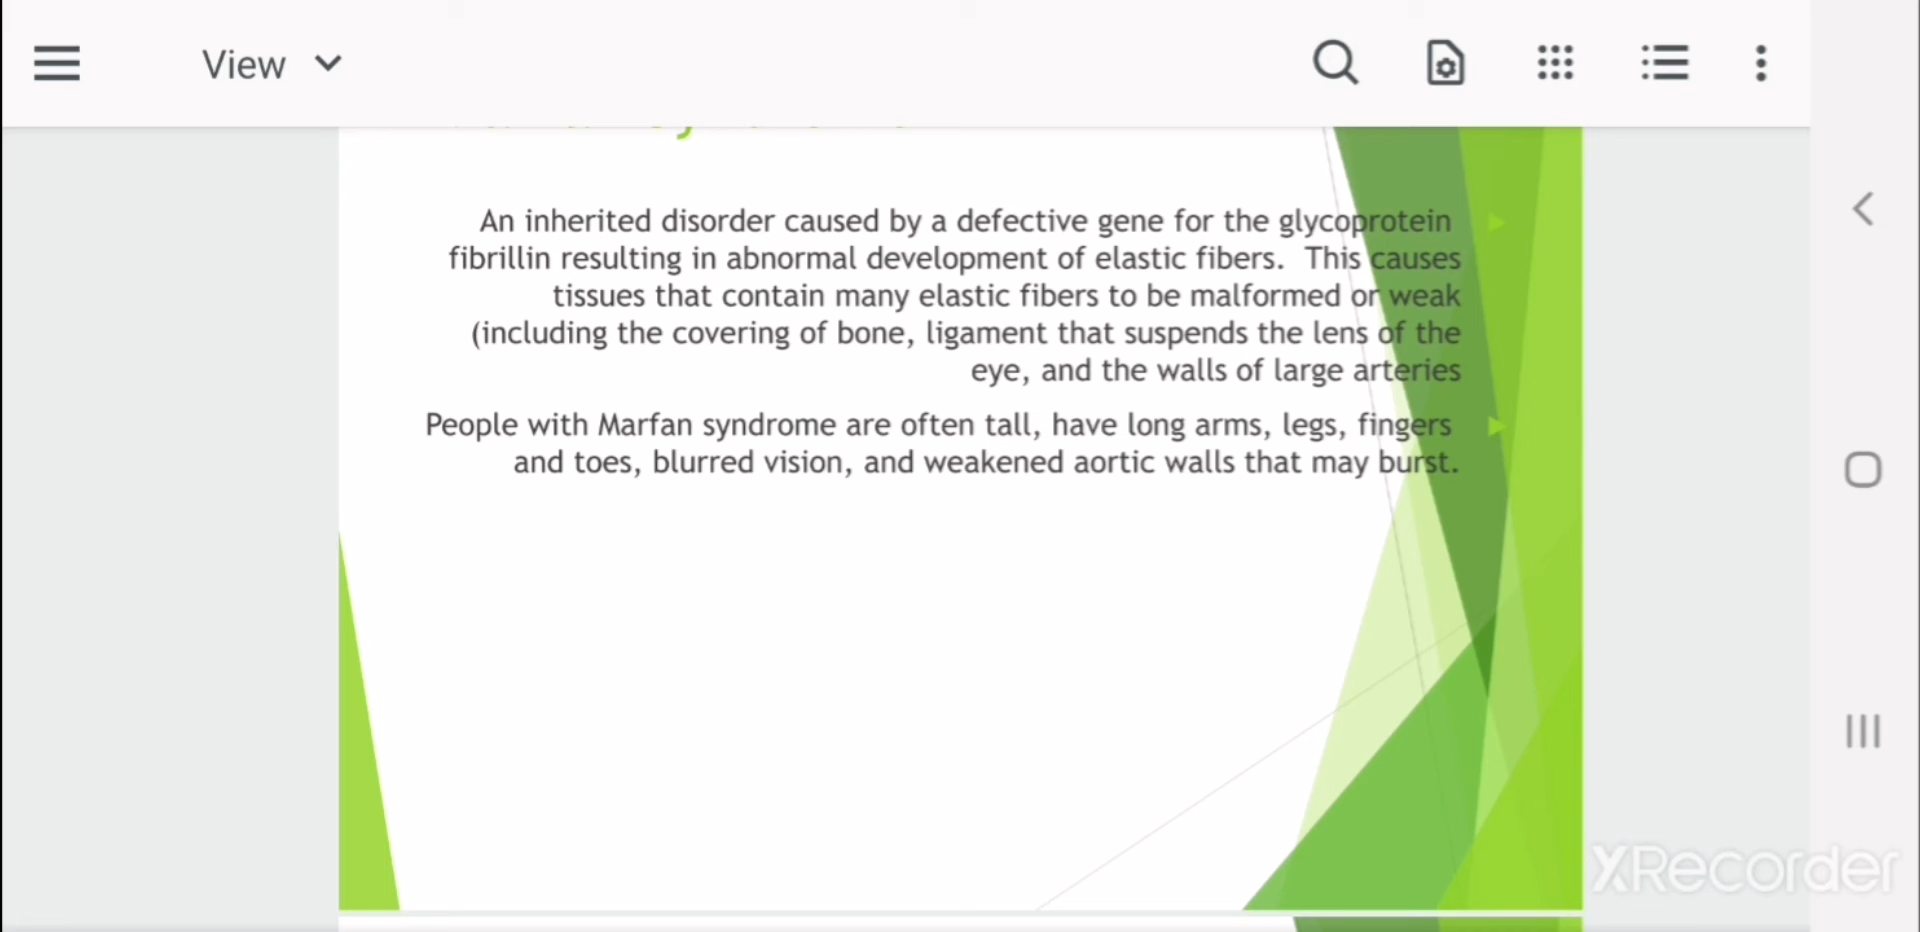 View
An inherited disorder caused by a defective gene for the glycoprotein
fibrillin resulting in abnormal development of elastic fibers.  This causes
tissues that contain many elastic fibers to be malformed or weak
(including the covering of bone, ligament that suspends the lens of the
eye, and the walls of large arteries
People with Marfan syndrome are often tall, have long arms, legs, fingers
and toes, blurred vision, and weakened aortic walls that may burst.
XRecorder